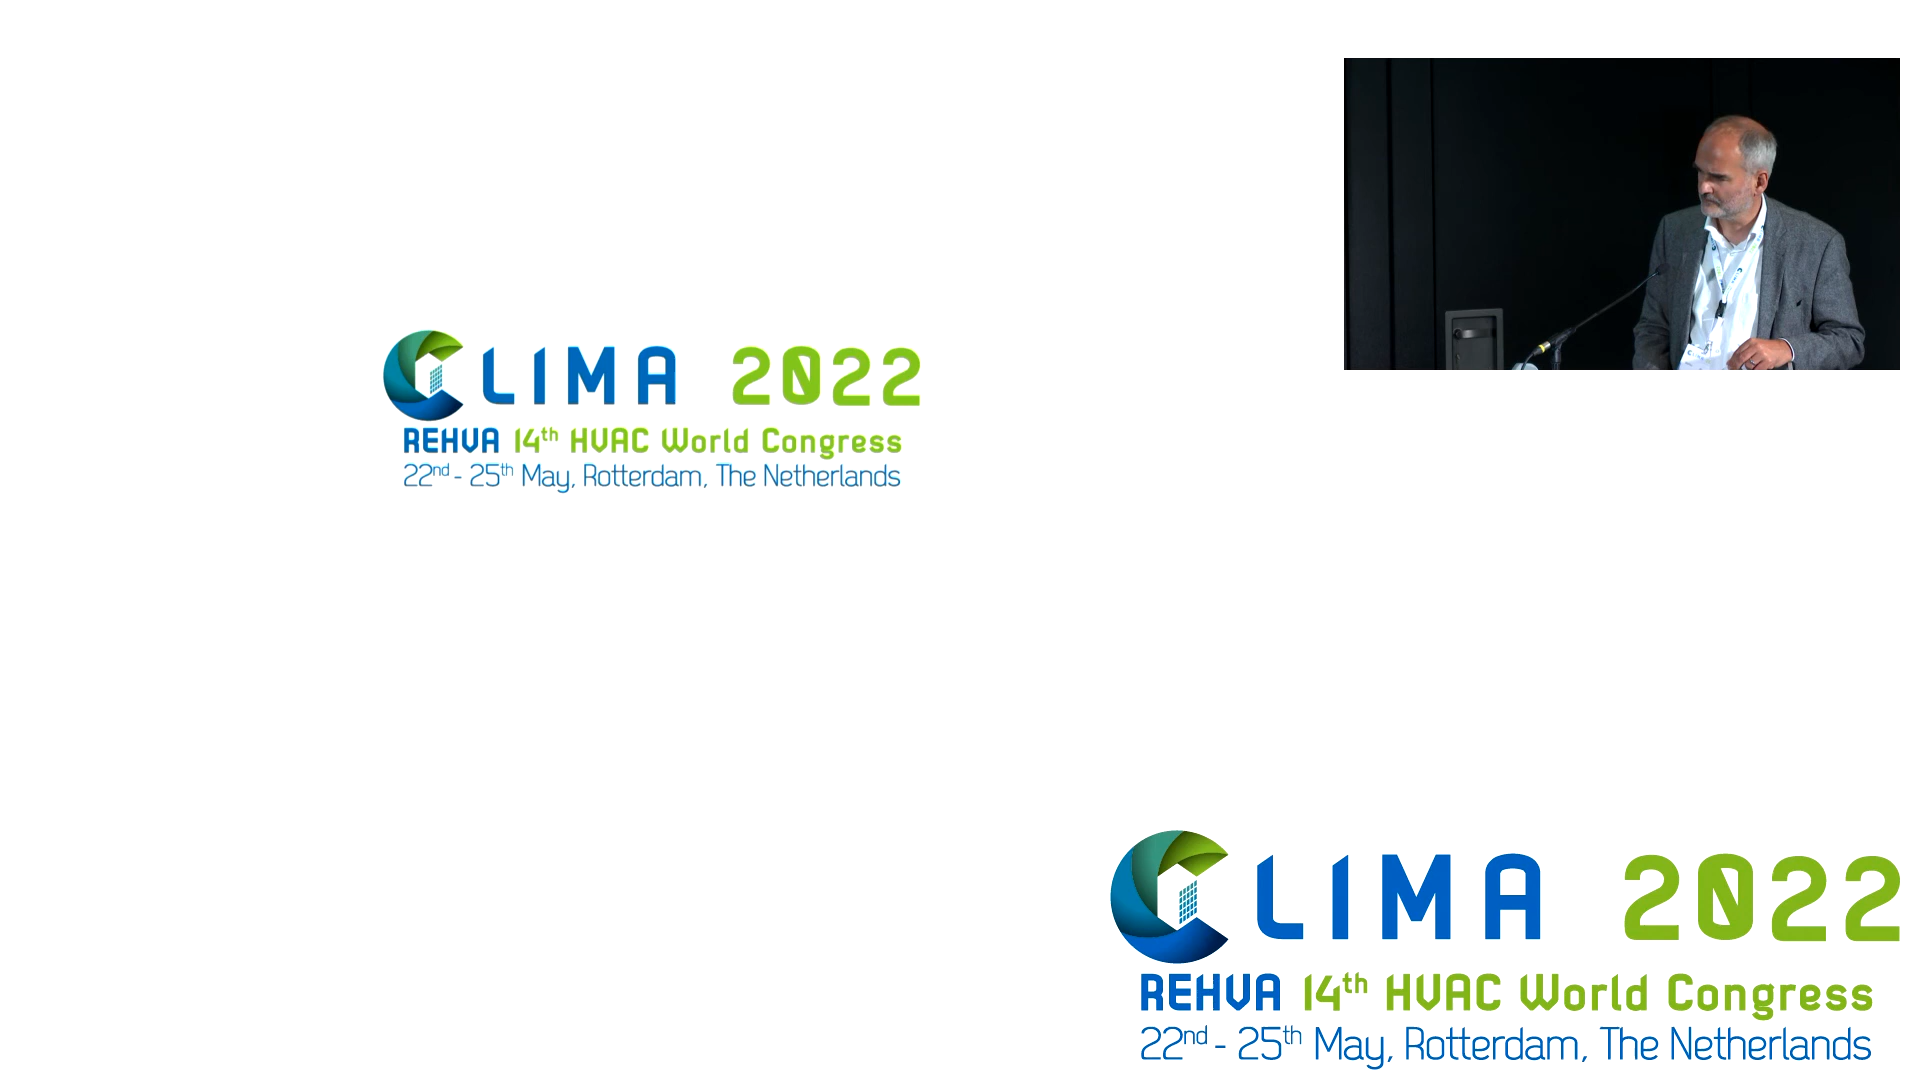 CLIMA 2022
REHVA 14th HVAC World Congress
22nd - 25th May, Rotterdam, The Netherlands
CLIMA 2022
REHVA 14th HVAC World Congress
22nd - 25th May, Rotterdam, The Netherlands